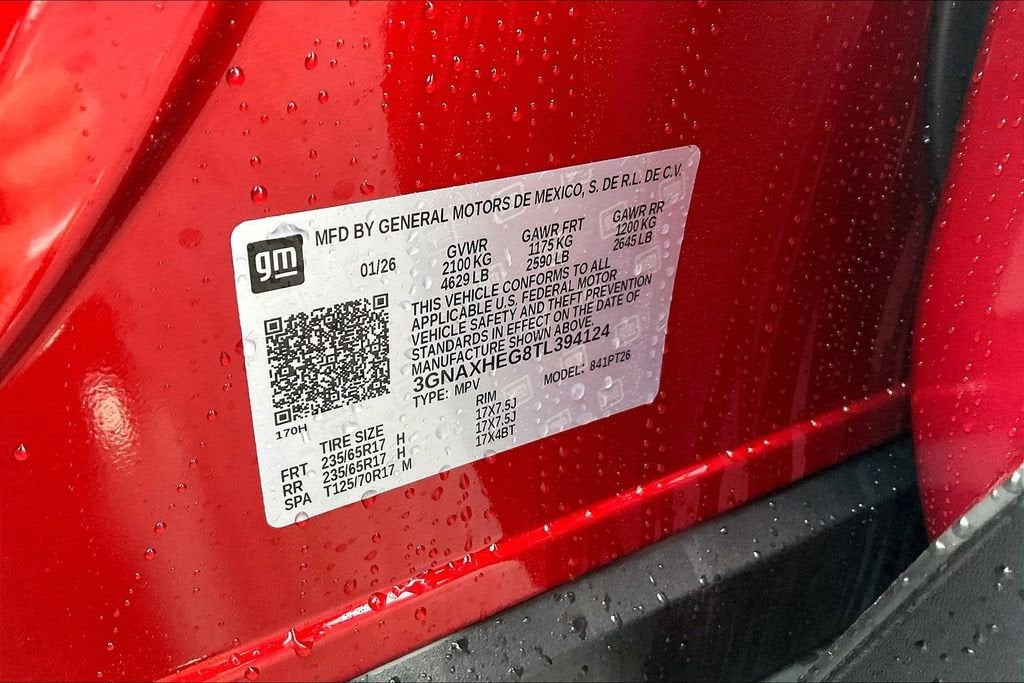 MFD BY GENERAL MOTORS DE MEXICO, S. DE R.L. DE C.V.
gm
01/26
GVWR GAWR FRT GAWR RR
2100 KG 1175 KG 1200 KG
4629 LB 2590 LB 2645 LB
THIS VEHICLE CONFORMS TO ALL
APPLICABLE U.S. FEDERAL MOTOR
VEHICLE SAFETY AND THEFT PREVENTION
STANDARDS IN EFFECT ON THE DATE OF
MANUFACTURE SHOWN ABOVE
3GNAXHEG8TL394124
TYPE: MPV MODEL: 841PT26
170H
TIRE SIZE RIM
FRT 235/65R17 H 17X7.5J
RR 235/65R17 H 17X7.5J
SPA T125/70R17 M 17X4BT